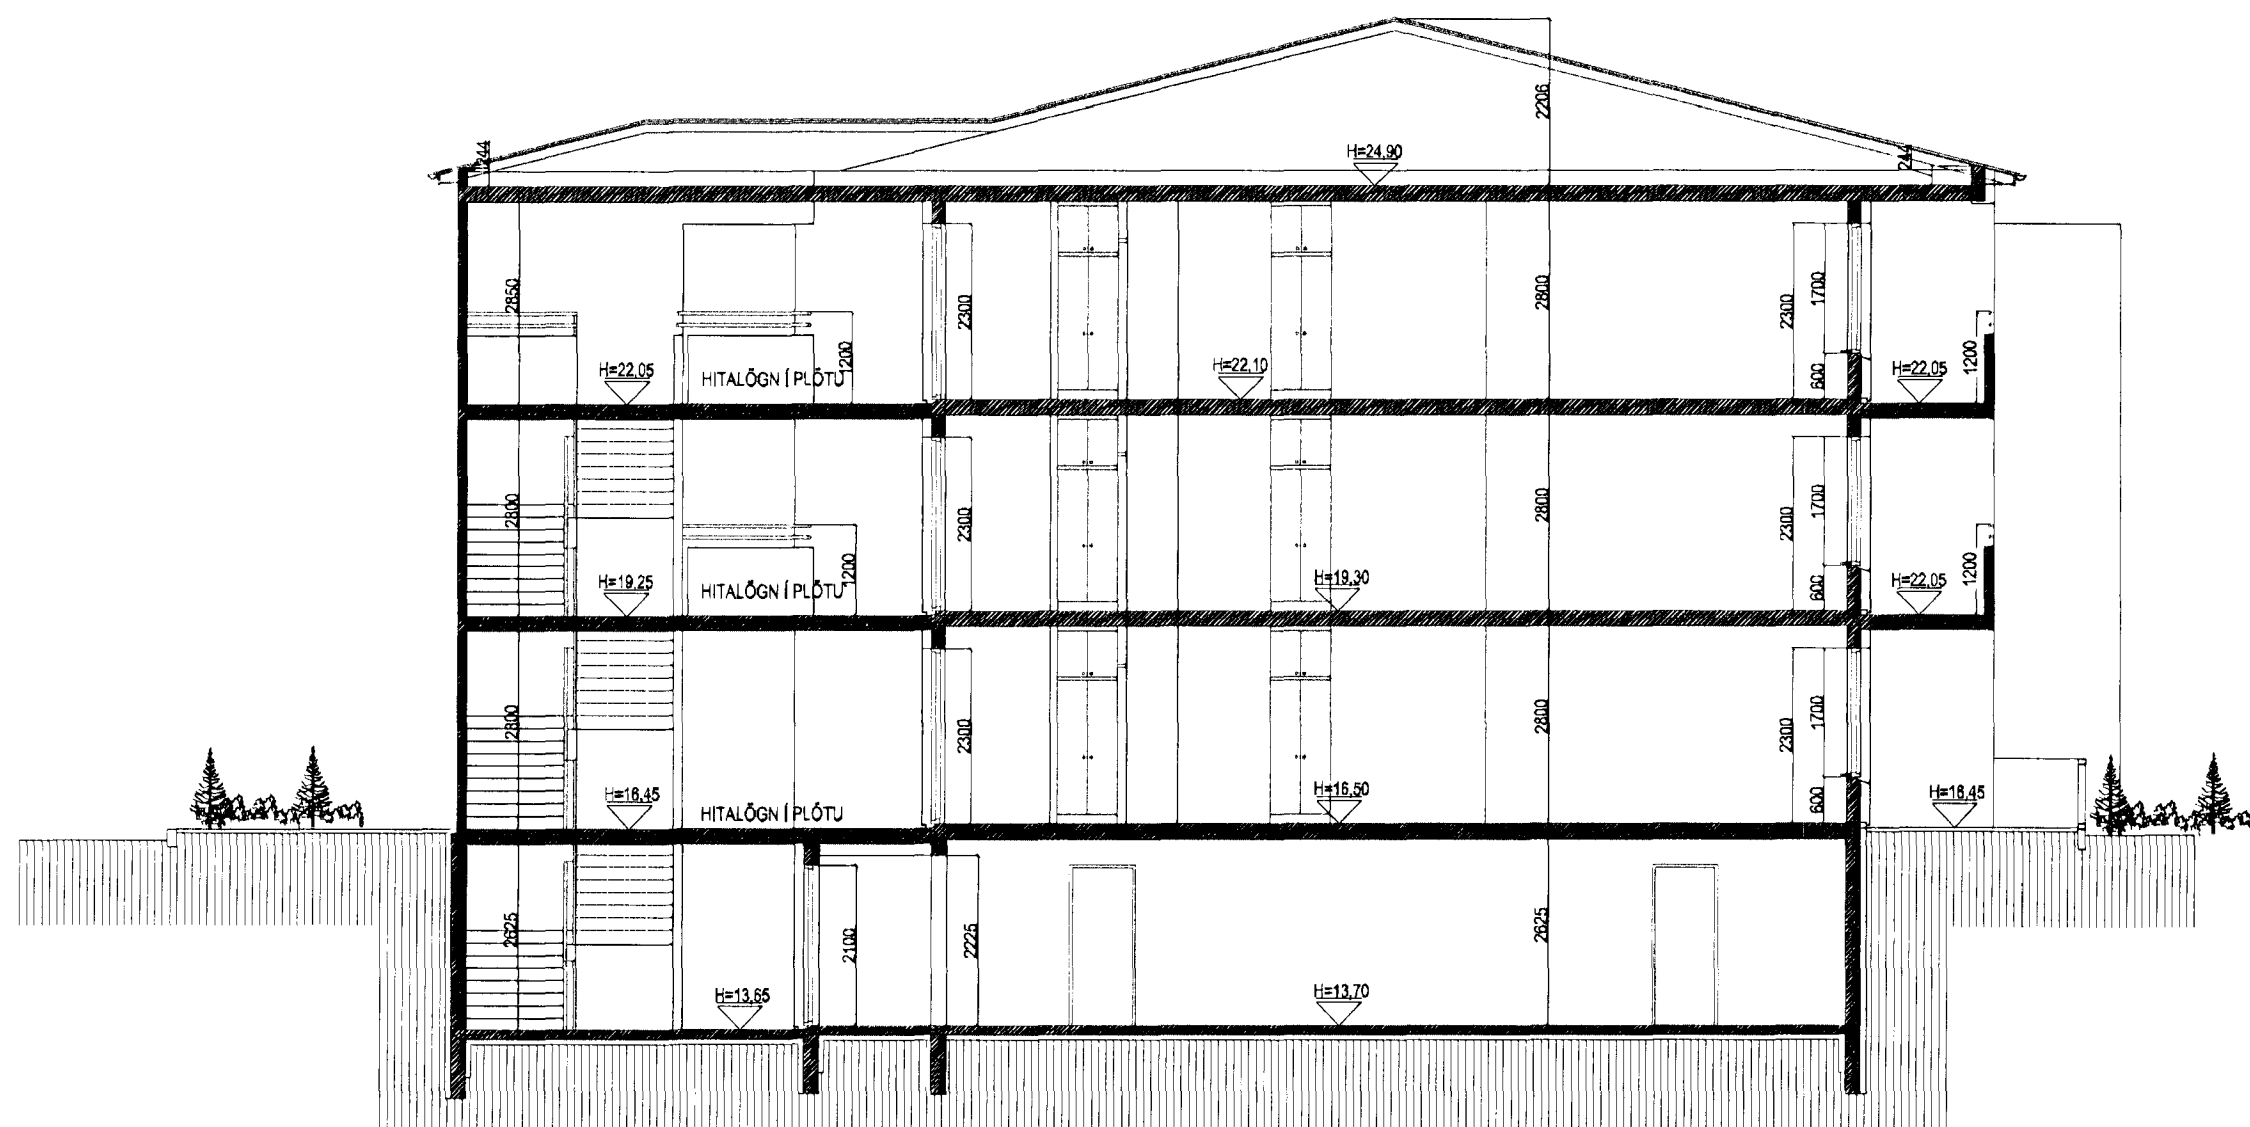 2206
244
H=24,90
244
2850
2300
2800
2300
1700
1200
H=22,05
HITALÖGN Í PLÖTU
1200
H=22,10
600
H=22,05
2800
2300
2800
2300
1700
1200
H=19,25
HITALÖGN Í PLÖTU
1200
H=19,30
600
H=22,05
2800
2300
2800
2300
1700
H=16,45
HITALÖGN Í PLÖTU
H=16,50
600
H=16,45
2625
2100
2225
2625
H=13,65
H=13,70